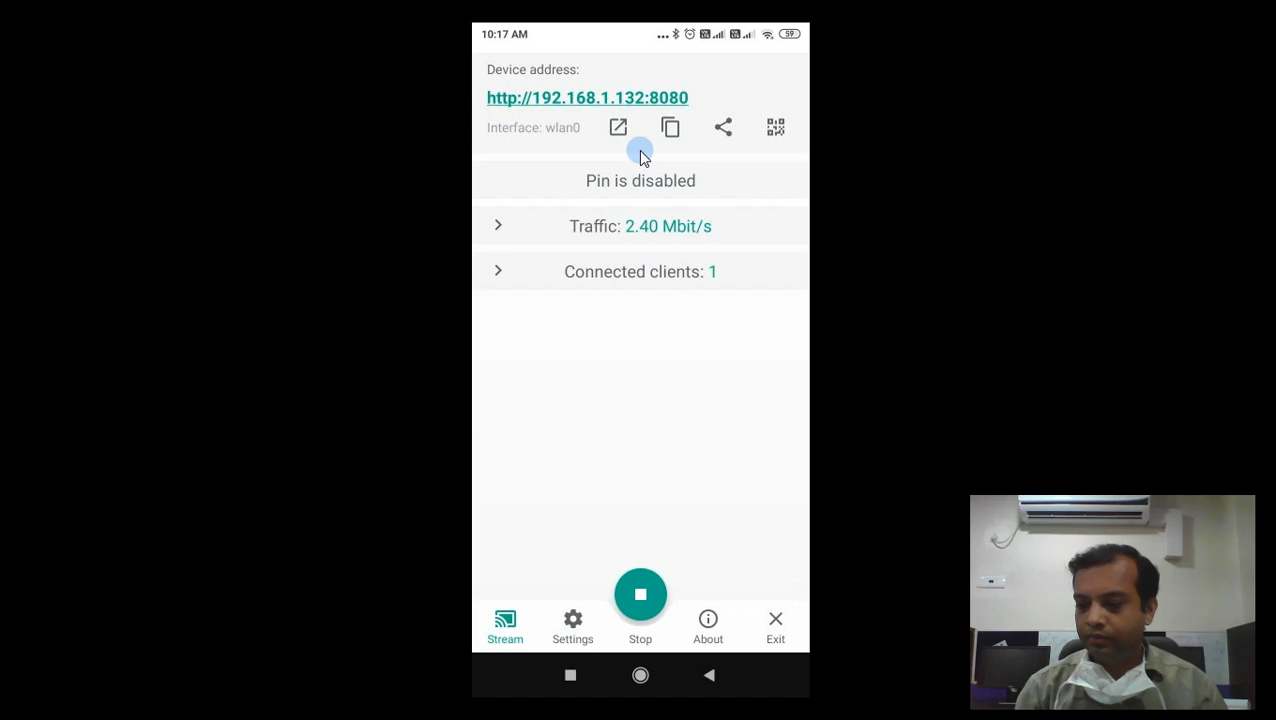 10:17 AM
59
Device address:
http://192.168.1.132:8080
Interface: wlan0
Pin is disabled
Traffic: 2.40 Mbit/s
Connected clients: 1
Stream
Settings
Stop
About
Exit